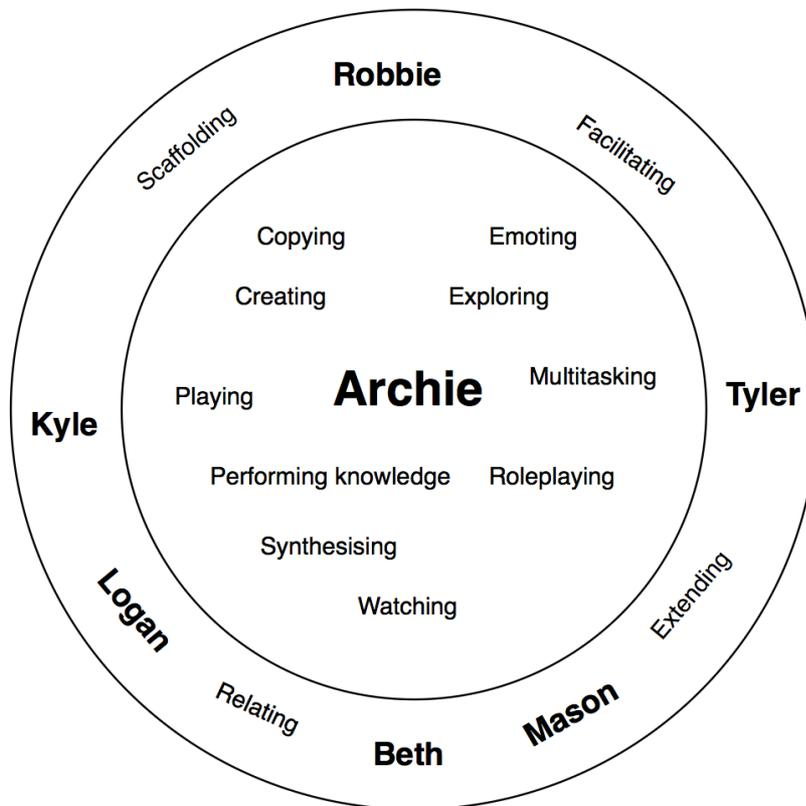 Robbie
Scaffolding
Facilitating
Copying
Emoting
Creating
Exploring
Archie
Multitasking
Playing
Tyler
Kyle
Performing knowledge
Roleplaying
Synthesising
Watching
Extending
Logan
Relating
Mason
Beth